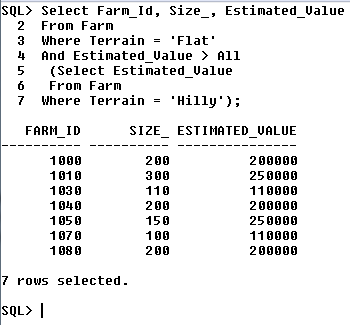 SQL> Select Farm_Id, Size_, Estimated_Value
2 From Farm
3 Where Terrain = 'Flat'
4 And Estimated_Value > All
5 (Select Estimated_Value
6 From Farm
7 Where Terrain = 'Hilly');
FARM_ID SIZE_ ESTIMATED_VALUE
---------- ---------- ---------------
1000 200 200000
1010 300 250000
1030 110 110000
1040 200 200000
1050 150 250000
1070 100 110000
1080 200 200000
7 rows selected.
SQL>